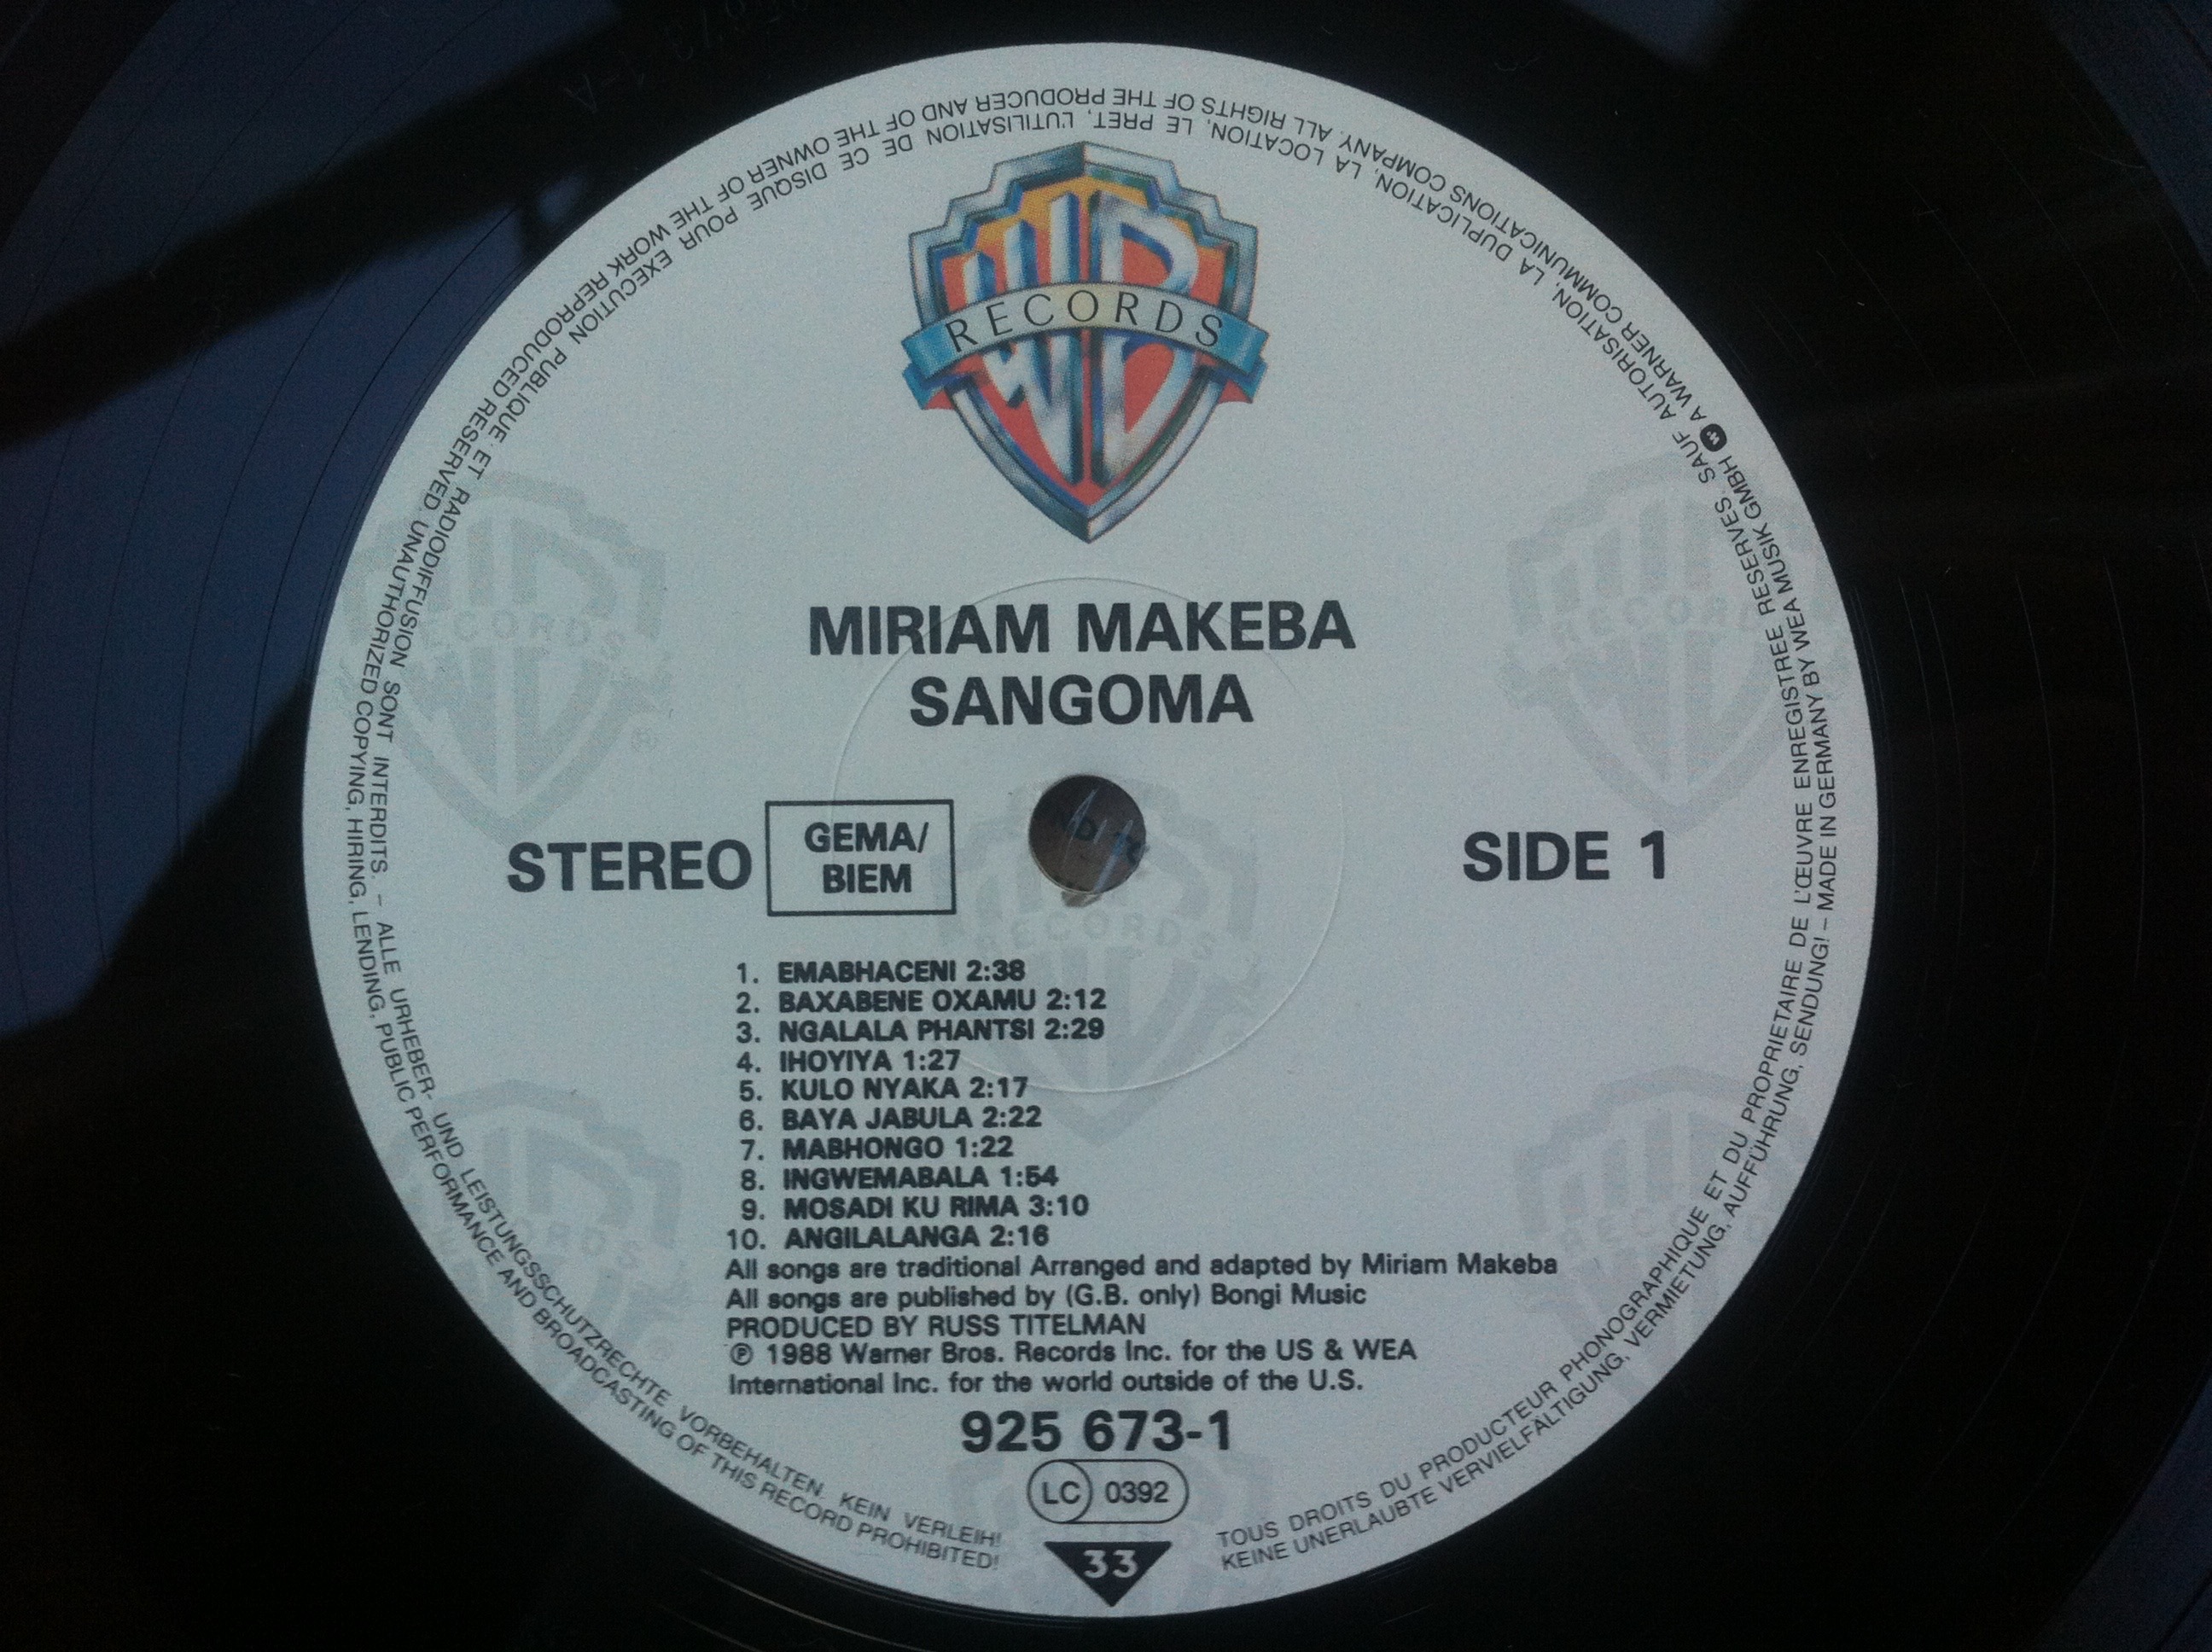 RECORDS
MIRIAM MAKEBA
SANGOMA
STEREO
GEMA/
BIEM
SIDE 1
1. EMABHACENI 2:38
2. BAXABENE OXAMU 2:12
3. NGALALA PHANTSI 2:29
4. IHOYIYA 1:27
5. KULO NYAKA 2:17
6. BAYA JABULA 2:22
7. MABHONGO 1:22
8. INGWEMABALA 1:54
9. MOSADI KU RIMA 3:10
10. ANGILALANGA 2:16
All songs are traditional Arranged and adapted by Miriam Makeba
All songs are published by (G.B. only) Bongi Music
PRODUCED BY RUSS TITELMAN
℗ 1988 Warner Bros. Records Inc. for the US & WEA
International Inc. for the world outside of the U.S.
925 673-1
LC 0392
33
TOUS DROITS DU PRODUCTEUR PHONOGRAPHIQUE ET DU PROPRIETAIRE DE L'ŒUVRE ENREGISTREE RESERVES. SAUF AUTORISATION, LA DUPLICATION, LA LOCATION, LE PRET, L'UTILISATION DE CE DISQUE POUR EXECUTION PUBLIQUE ET RADIODIFFUSION SONT INTERDITS. – ALLE URHEBER- UND LEISTUNGSSCHUTZRECHTE VORBEHALTEN. KEIN VERLEIH!
KEINE UNERLAUBTE VERVIELFÄLTIGUNG, VERMIETUNG, AUFFÜHRUNG, SENDUNG! – MADE IN GERMANY BY WEA MUSIK GMBH A WARNER COMMUNICATIONS COMPANY. ALL RIGHTS OF THE PRODUCER AND OF THE OWNER OF THE WORK REPRODUCED RESERVED. UNAUTHORIZED COPYING, HIRING, LENDING, PUBLIC PERFORMANCE AND BROADCASTING OF THIS RECORD PROHIBITED!